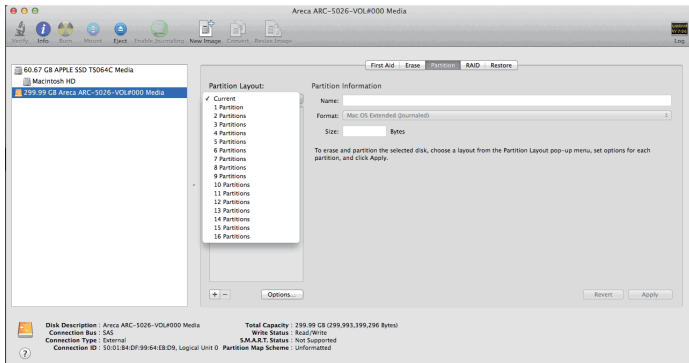 Areca ARC-5026-VOL#000 Media
Verify Info Burn Mount Eject Enable Journaling New Image Convert Resize Image Log
First Aid Erase Partition RAID Restore
60.67 GB APPLE SSD TS064C Media
Macintosh HD
299.99 GB Areca ARC-5026-VOL#000 Media
Partition Layout:
✓ Current
1 Partition
2 Partitions
3 Partitions
4 Partitions
5 Partitions
6 Partitions
7 Partitions
8 Partitions
9 Partitions
10 Partitions
11 Partitions
12 Partitions
13 Partitions
14 Partitions
15 Partitions
16 Partitions
+ − Options...
Partition Information
Name:
Format: Mac OS Extended (Journaled)
Size: Bytes
To erase and partition the selected disk, choose a layout from the Partition Layout pop-up menu, set options for each
partition, and click Apply.
Revert Apply
Disk Description : Areca ARC-5026-VOL#000 Media
Connection Bus : SAS
Connection Type : External
Connection ID : 50:01:B4:DF:99:64:EB:D9, Logical Unit 0
Total Capacity : 299.99 GB (299,993,399,296 Bytes)
Write Status : Read/Write
S.M.A.R.T. Status : Not Supported
Partition Map Scheme : Unformatted
?